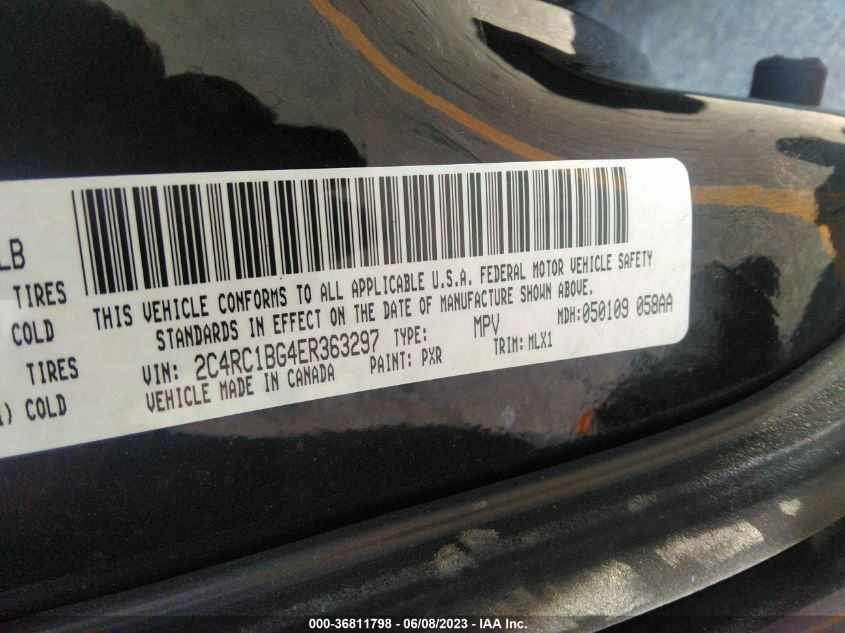 LB
TIRES
COLD
TIRES
) COLD
THIS VEHICLE CONFORMS TO ALL APPLICABLE U.S.A. FEDERAL MOTOR VEHICLE SAFETY
STANDARDS IN EFFECT ON THE DATE OF MANUFACTURE SHOWN ABOVE.
VIN: 2C4RC1BG4ER363297 TYPE: MPV MDH: 050109 058AA
VEHICLE MADE IN CANADA PAINT: PXR TRIM: MLX1
000-36811798 - 06/08/2023 - IAA Inc.